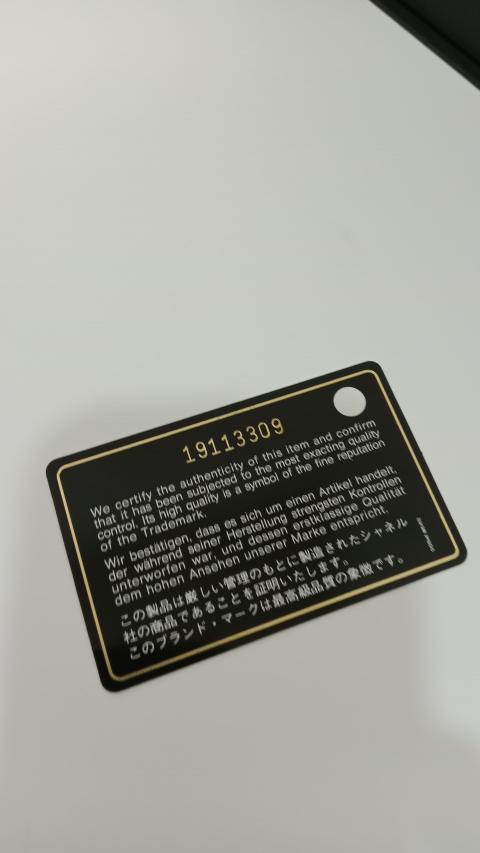 19113309
We certify the authenticity of this item and confirm
that it has been subjected to the most exacting quality
control. Its high quality is a symbol of the fine reputation
of the Trademark.
Wir bestätigen, dass es sich um einen Artikel handelt,
der während seiner Herstellung strengsten Kontrollen
unterworfen war, und dessen erstklassige Qualität
dem hohen Ansehen unserer Marke entspricht.
この製品は厳しい管理のもとに製造されたシャネル
社の商品であることを証明いたします。
このブランド・マークは最高級品質の象徴です。